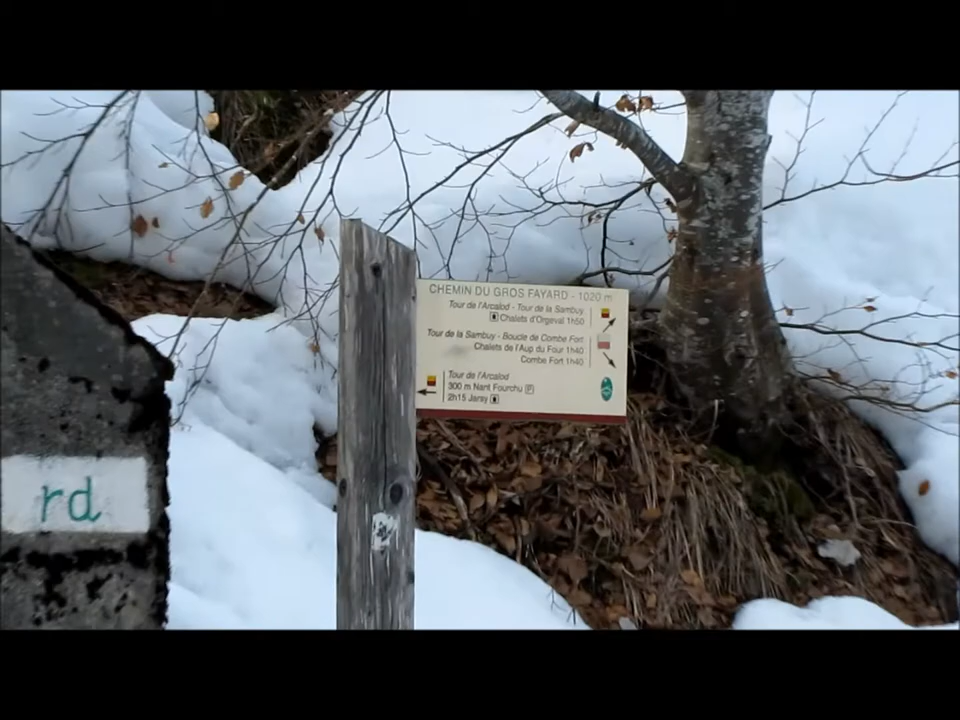 CHEMIN DU GROS FAYARD - 1020 m
Tour de l'Arcalod - Tour de la Sambuy
Chalets d'Orgeval 1h50
Tour de la Sambuy - Boucle de Combe Fort
Chalets de l'Aup du Four 1h40
Combe Fort 1h40
Tour de l'Arcalod
300 m Nant Fourchu P
2h15 Jarsy
rd